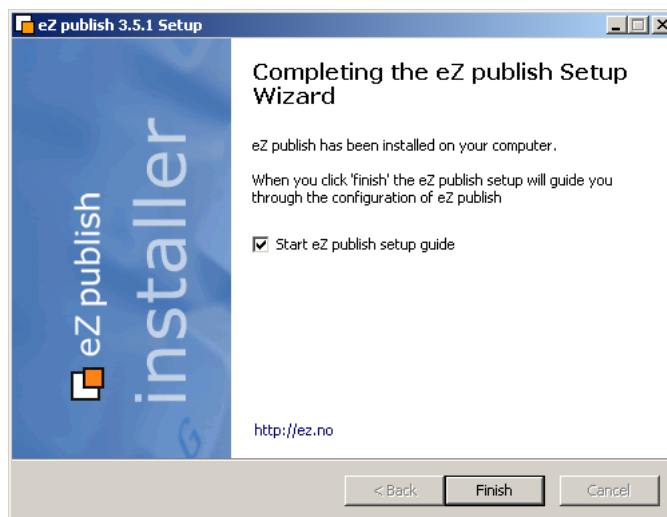 eZ publish 3.5.1 Setup
eZ publish
installer
Completing the eZ publish Setup
Wizard
eZ publish has been installed on your computer.
When you click 'finish' the eZ publish setup will guide you
through the configuration of eZ publish
Start eZ publish setup guide
http://ez.no
< Back
Finish
Cancel